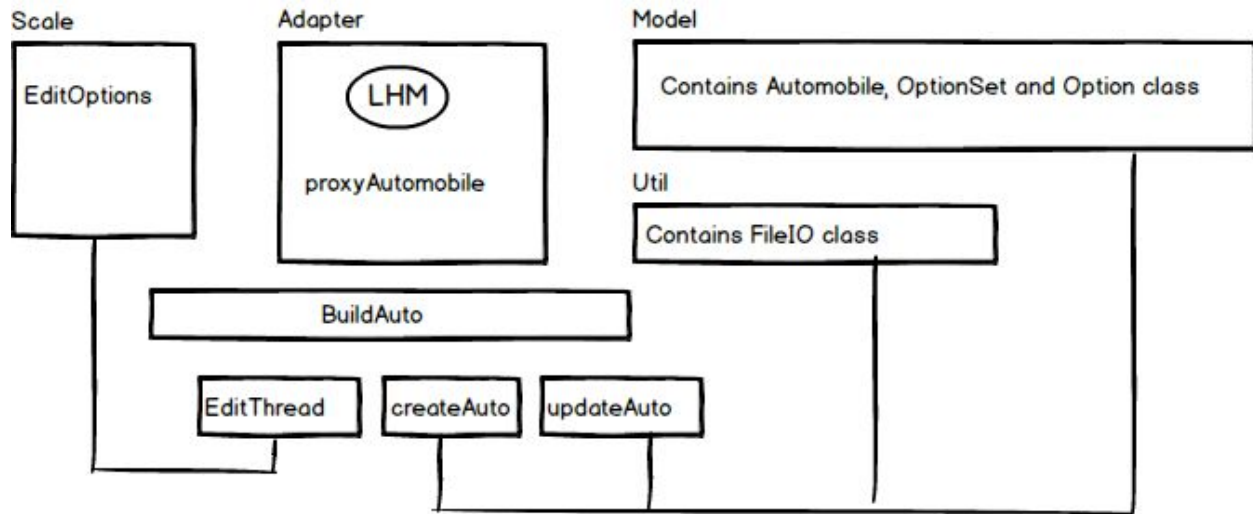 Scale
Adapter
Model
EditOptions
LHM
proxyAutomobile
Contains Automobile, OptionSet and Option class
Util
Contains FileIO class
BuildAuto
EditThread
createAuto
updateAuto